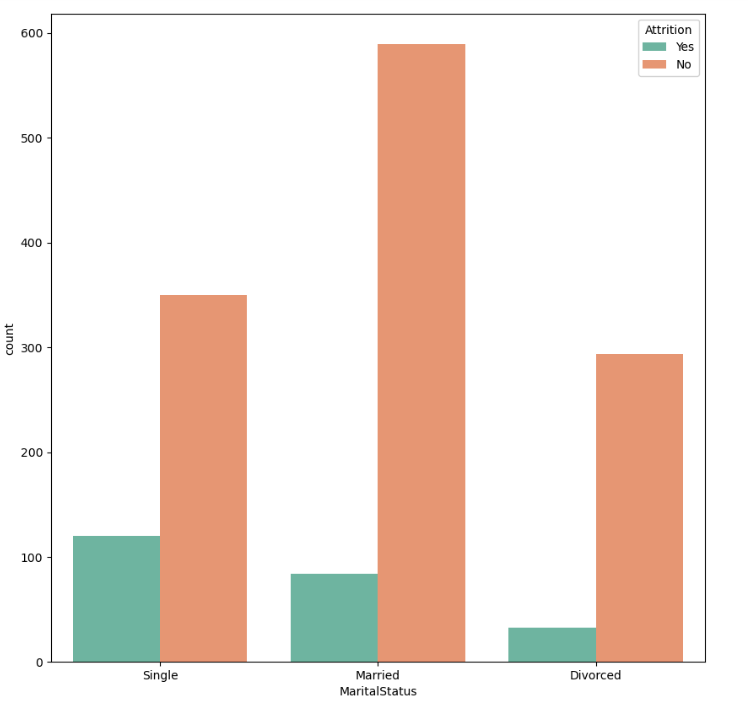 Attrition
Yes
No
600
500
400
300
200
100
0
count
Single Married Divorced
MaritalStatus